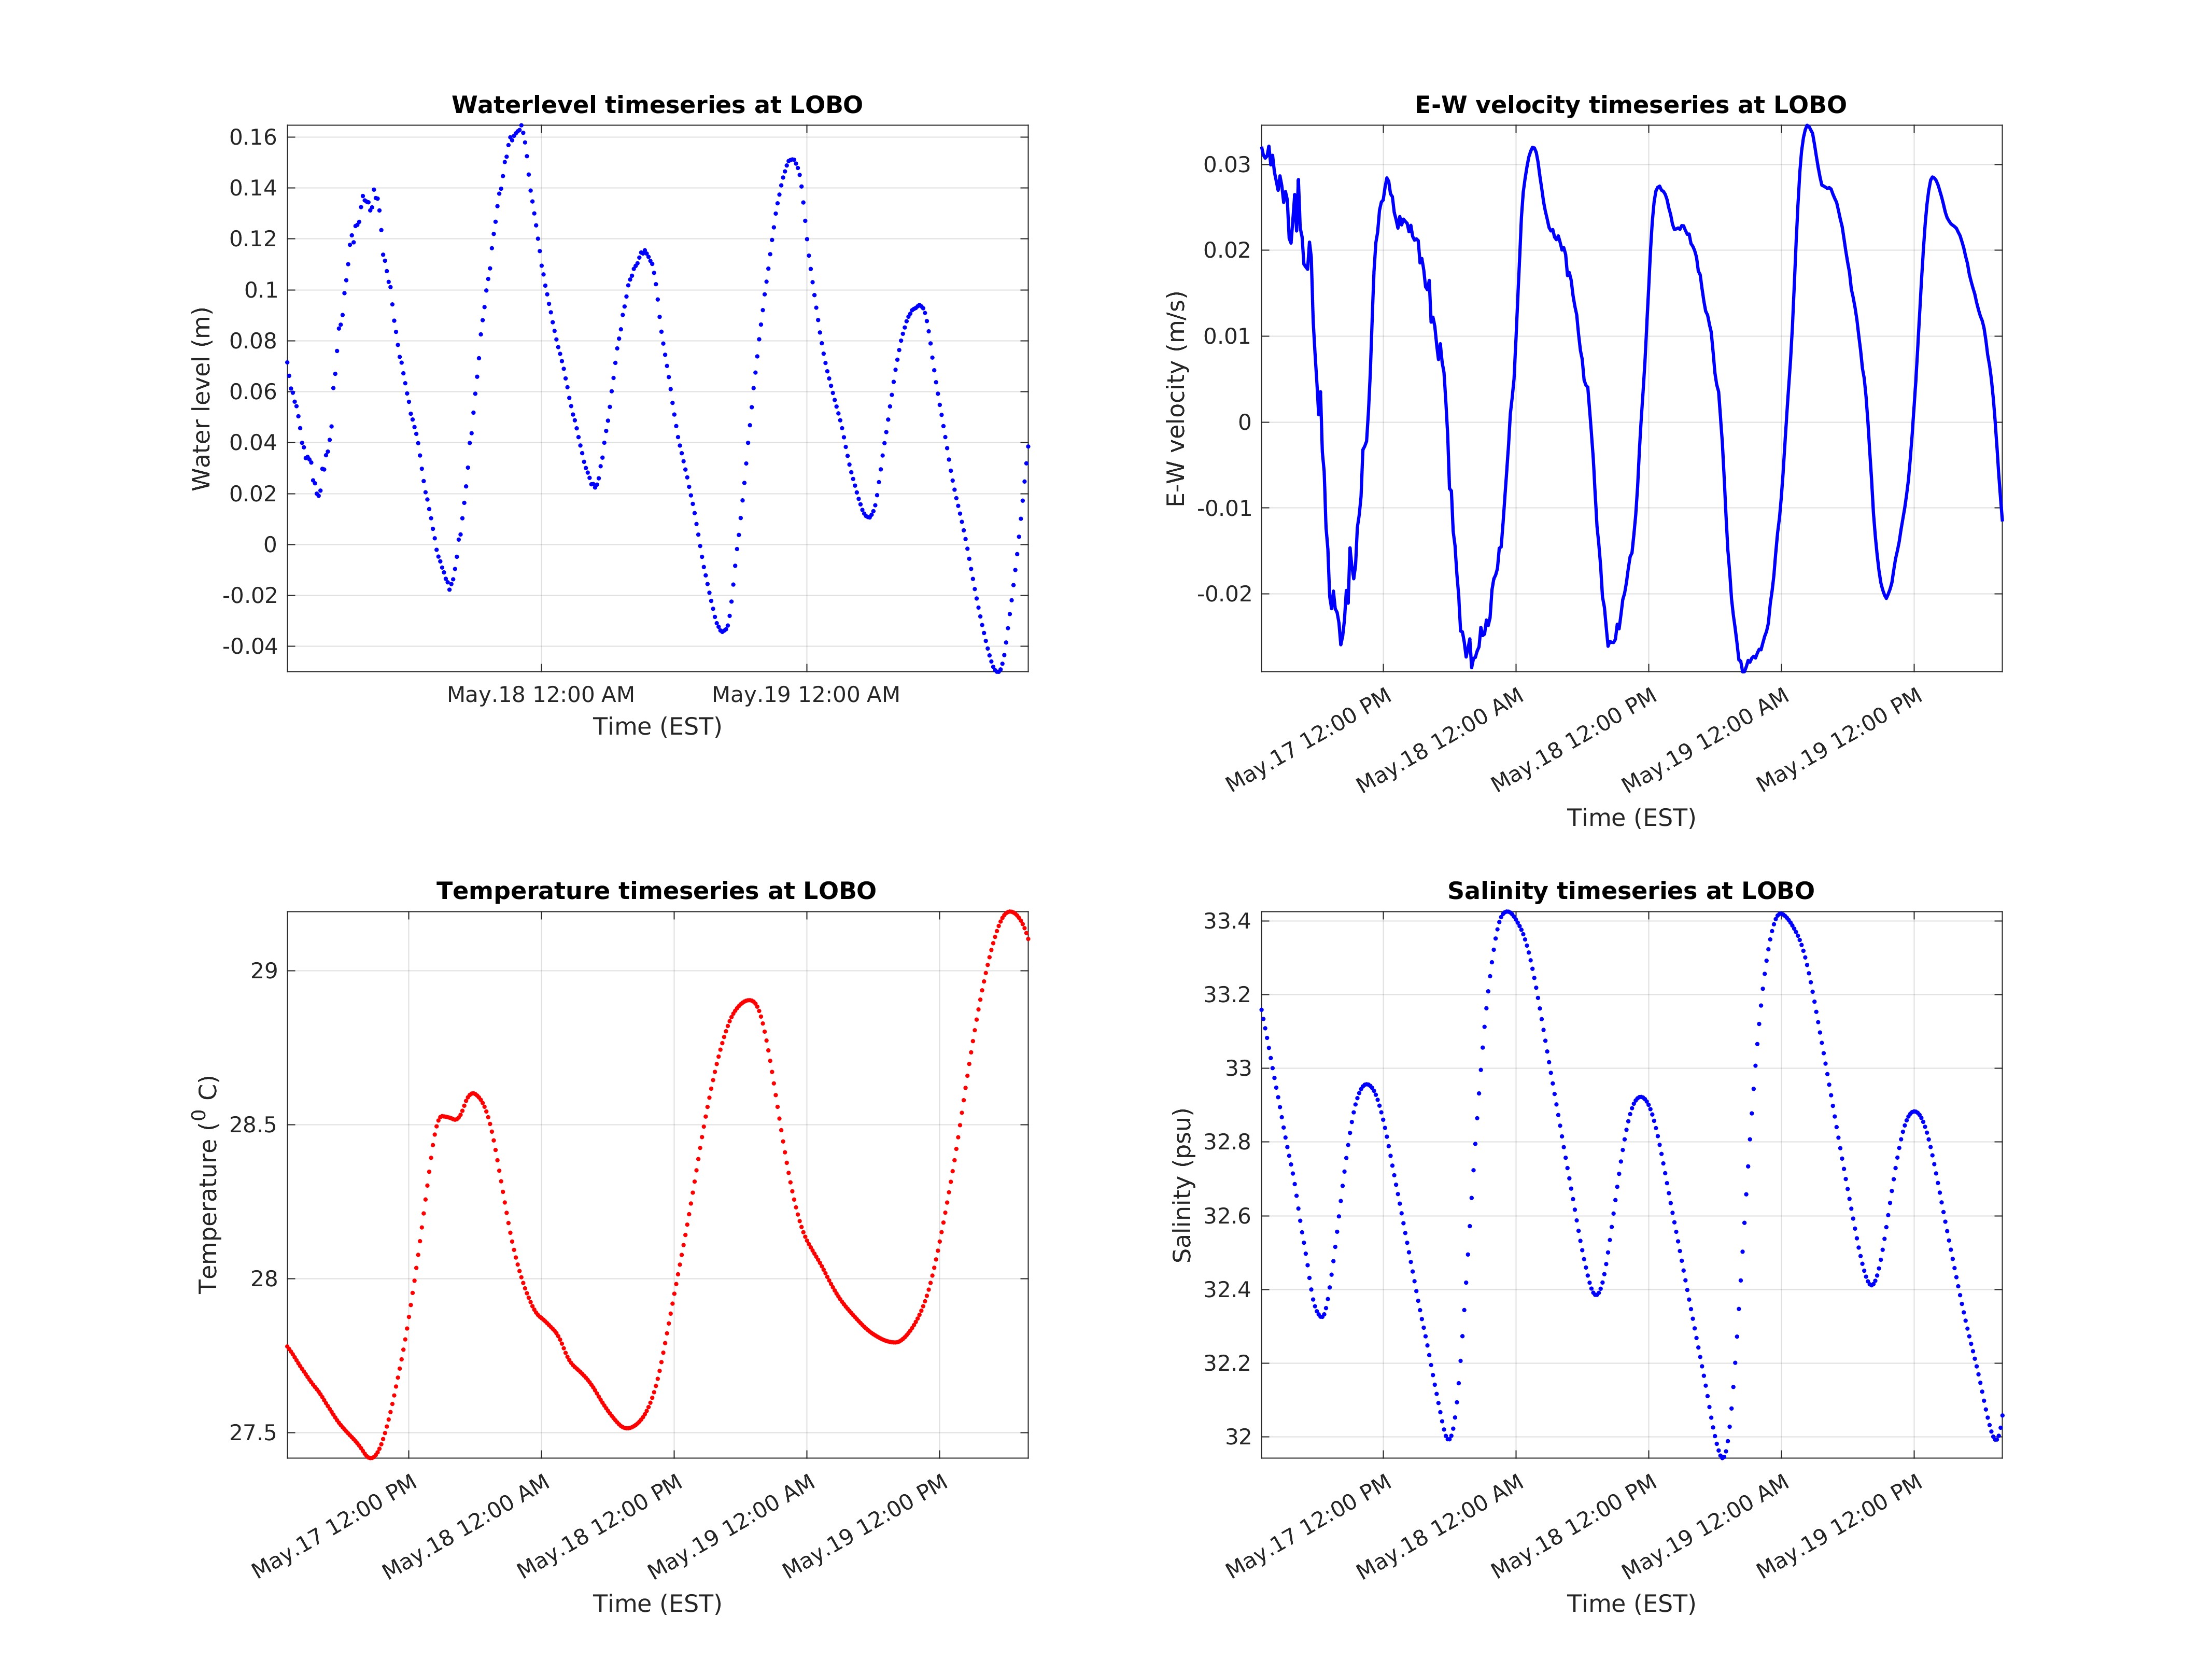 Waterlevel timeseries at LOBO
0.16
0.14
0.12
0.1
0.08
0.06
0.04
0.02
0
-0.02
-0.04
Water level (m)
May.18 12:00 AM
May.19 12:00 AM
Time (EST)
E-W velocity timeseries at LOBO
0.03
0.02
0.01
0
-0.01
-0.02
E-W velocity (m/s)
May.17 12:00 PM
May.18 12:00 AM
May.18 12:00 PM
May.19 12:00 AM
May.19 12:00 PM
Time (EST)
Temperature timeseries at LOBO
29
28.5
28
27.5
Temperature (⁰ C)
May.17 12:00 PM
May.18 12:00 AM
May.18 12:00 PM
May.19 12:00 AM
May.19 12:00 PM
Time (EST)
Salinity timeseries at LOBO
33.4
33.2
33
32.8
32.6
32.4
32.2
32
Salinity (psu)
May.17 12:00 PM
May.18 12:00 AM
May.18 12:00 PM
May.19 12:00 AM
May.19 12:00 PM
Time (EST)